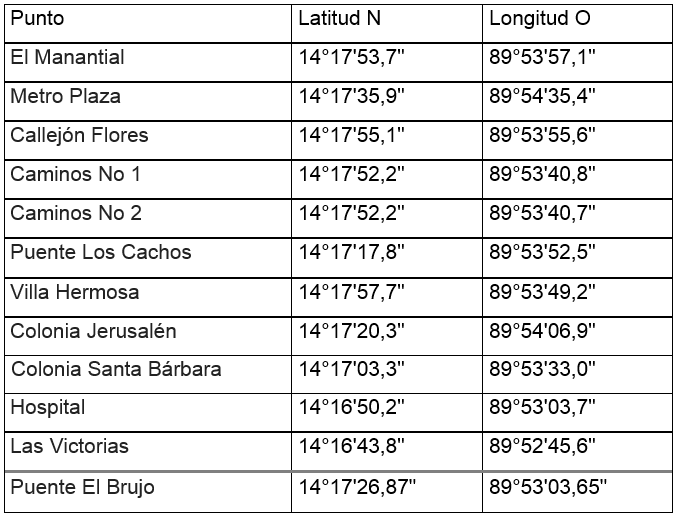 Punto Latitud N Longitud O
El Manantial 14°17'53,7" 89°53'57,1"
Metro Plaza 14°17'35,9" 89°54'35,4"
Callejón Flores 14°17'55,1" 89°53'55,6"
Caminos No 1 14°17'52,2" 89°53'40,8"
Caminos No 2 14°17'52,2" 89°53'40,7"
Puente Los Cachos 14°17'17,8" 89°53'52,5"
Villa Hermosa 14°17'57,7" 89°53'49,2"
Colonia Jerusalén 14°17'20,3" 89°54'06,9"
Colonia Santa Bárbara 14°17'03,3" 89°53'33,0"
Hospital 14°16'50,2" 89°53'03,7"
Las Victorias 14°16'43,8" 89°52'45,6"
Puente El Brujo 14°17'26,87" 89°53'03,65"